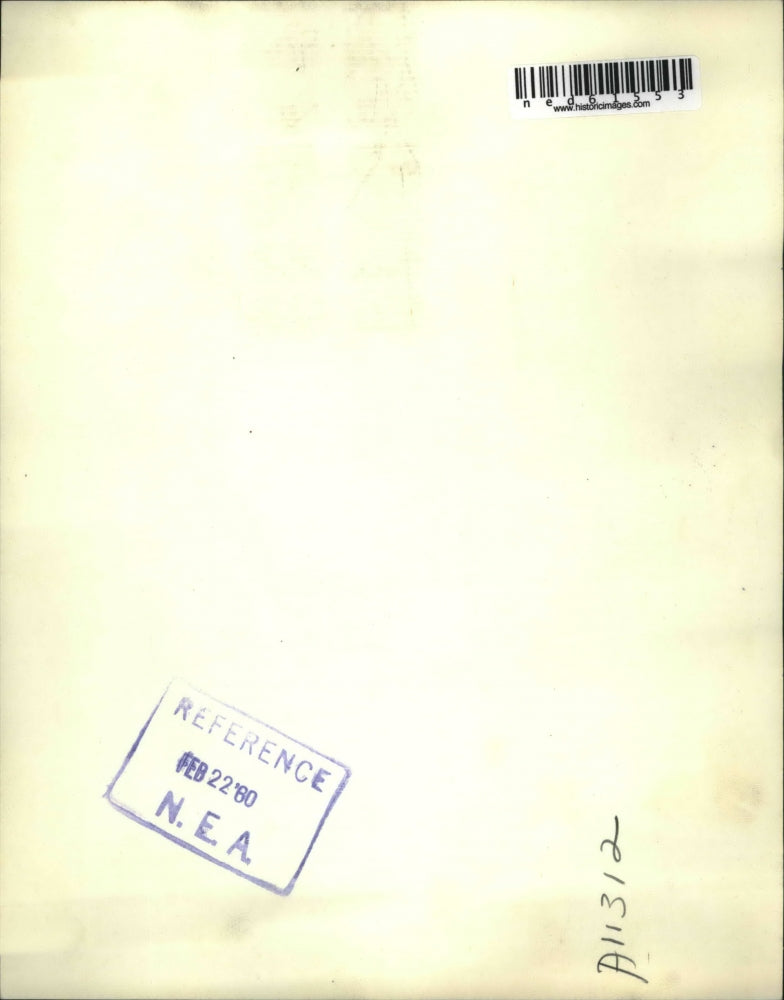 ned61553
www.historicimages.com
REFERENCE
FEB 22 '60
N.E.A.
A11312